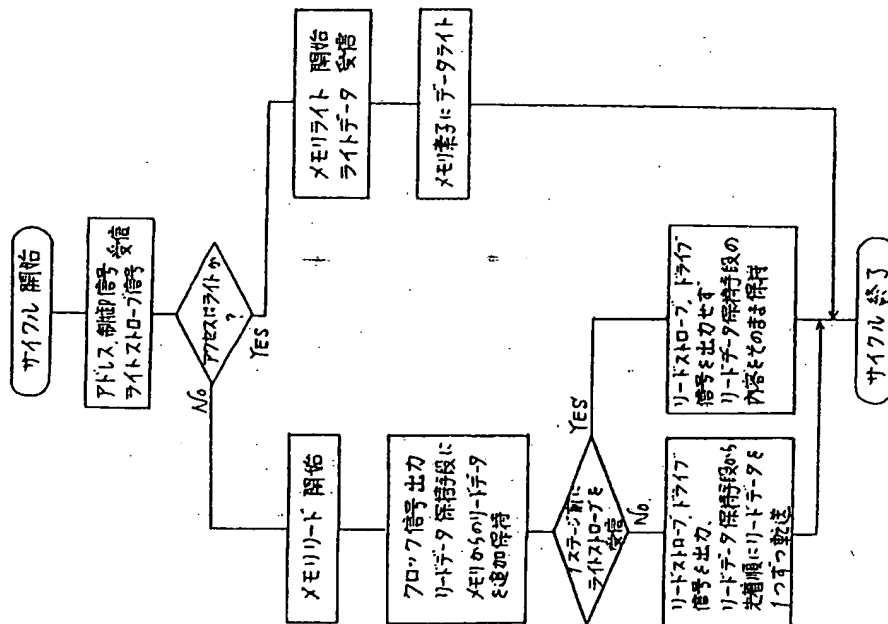 サイクル 開始
アドレス,制御信号 受信
ライトストローブ信号
アクセスはライトか
?
No
YES
メモリライト 開始
ライトデータ 受信
メモリ素子にデータライト
メモリリード 開始
クロック信号 出力
リードデータ保持手段に
メモリからのリードデータ
を追加保持
1ステージ前に
ライトストローブを
受信
YES
No
リードストローブ,ドライブ
信号を出力せず
リードデータ保持手段の
内容をそのまま保持
リードストローブ,ドライブ
信号を出力、
リードデータ保持手段から
先着順にリードデータを
1つずつ転送
サイクル 終了